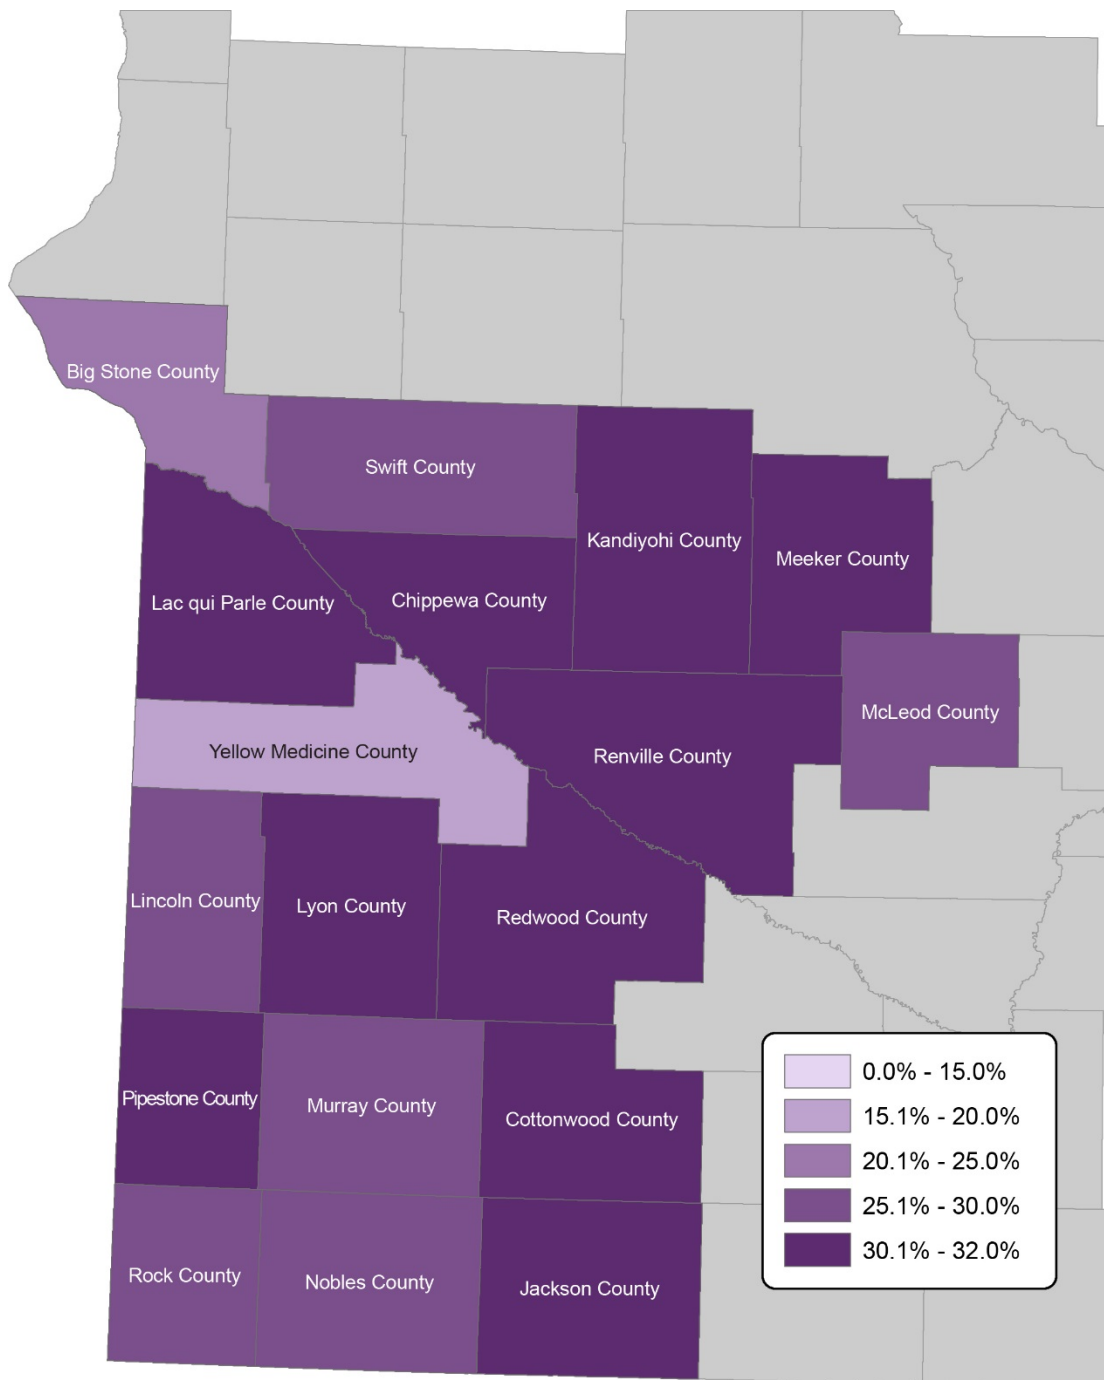 Big Stone County
Swift County
Kandiyohi County
Meeker County
Lac qui Parle County
Chippewa County
McLeod County
Yellow Medicine County
Renville County
Lincoln County
Lyon County
Redwood County
Pipestone County
Murray County
Cottonwood County
Rock County
Nobles County
Jackson County
0.0% - 15.0%
15.1% - 20.0%
20.1% - 25.0%
25.1% - 30.0%
30.1% - 32.0%